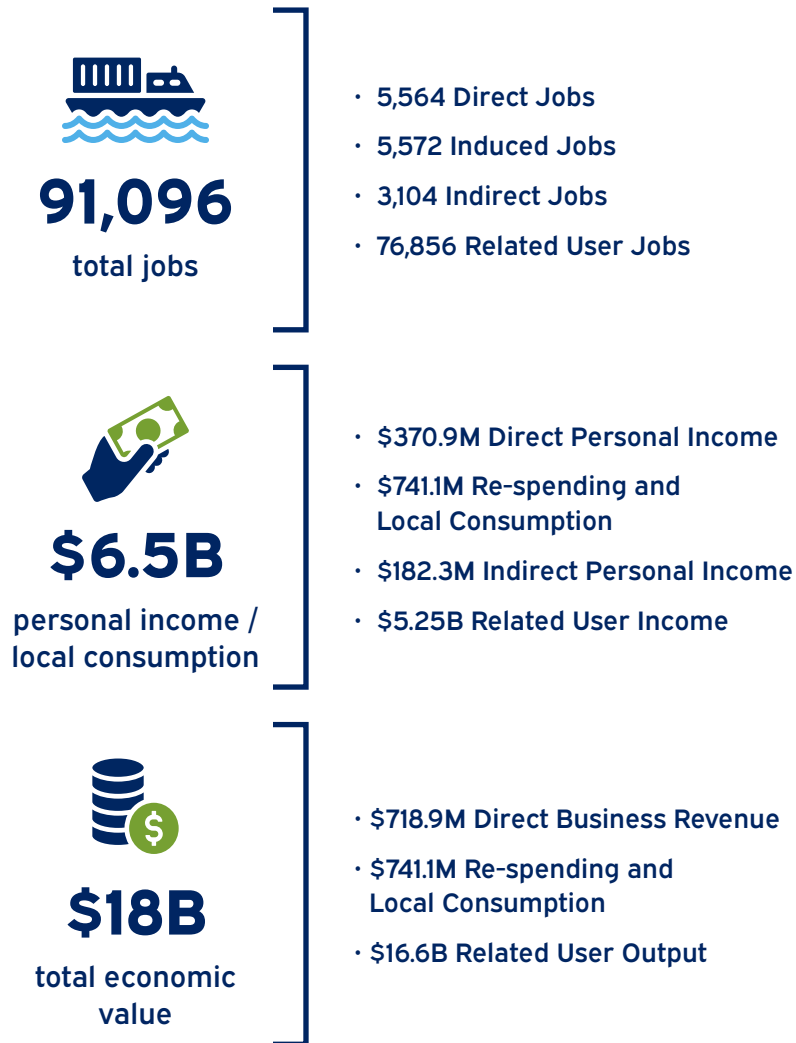 91,096
total jobs
· 5,564 Direct Jobs
· 5,572 Induced Jobs
· 3,104 Indirect Jobs
· 76,856 Related User Jobs
$6.5B
personal income /
local consumption
· $370.9M Direct Personal Income
· $741.1M Re-spending and
Local Consumption
· $182.3M Indirect Personal Income
· $5.25B Related User Income
$
$18B
total economic
value
· $718.9M Direct Business Revenue
· $741.1M Re-spending and
Local Consumption
· $16.6B Related User Output